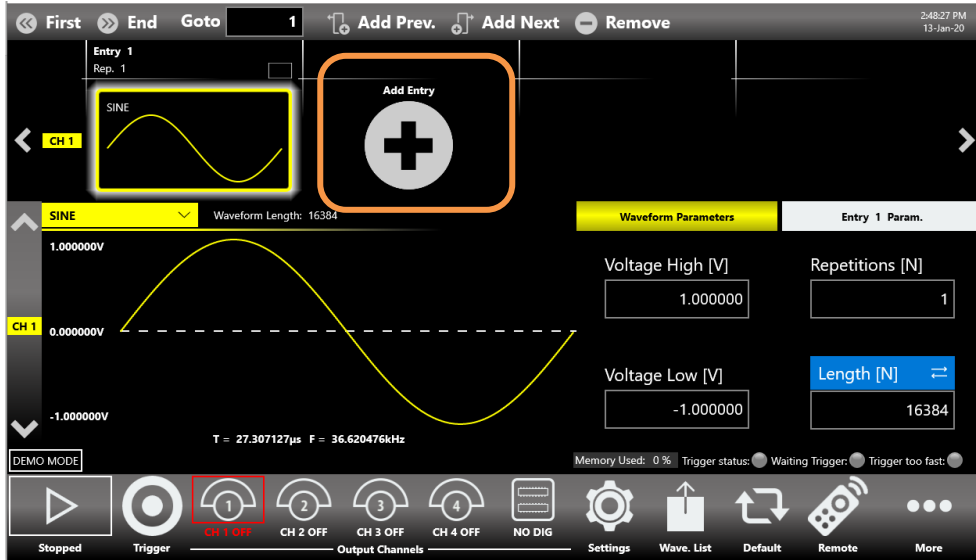 First End Goto 1 Add Prev. Add Next Remove
2:48:27 PM
13-Jan-20
Entry 1
Rep. 1
Add Entry
SINE
CH 1
SINE Waveform Length: 16384
Waveform Parameters Entry 1 Param.
1.000000V
Voltage High [V] Repetitions [N]
1.000000 1
CH 1 0.000000V
Voltage Low [V] Length [N]
-1.000000 16384
-1.000000V
T = 27.307127µs F = 36.620476kHz
DEMO MODE Memory Used: 0 % Trigger status: Waiting Trigger: Trigger too fast:
1 2 3 4
CH 1 OFF CH 2 OFF CH 3 OFF CH 4 OFF NO DIG
Stopped Trigger Output Channels Settings Wave. List Default Remote More